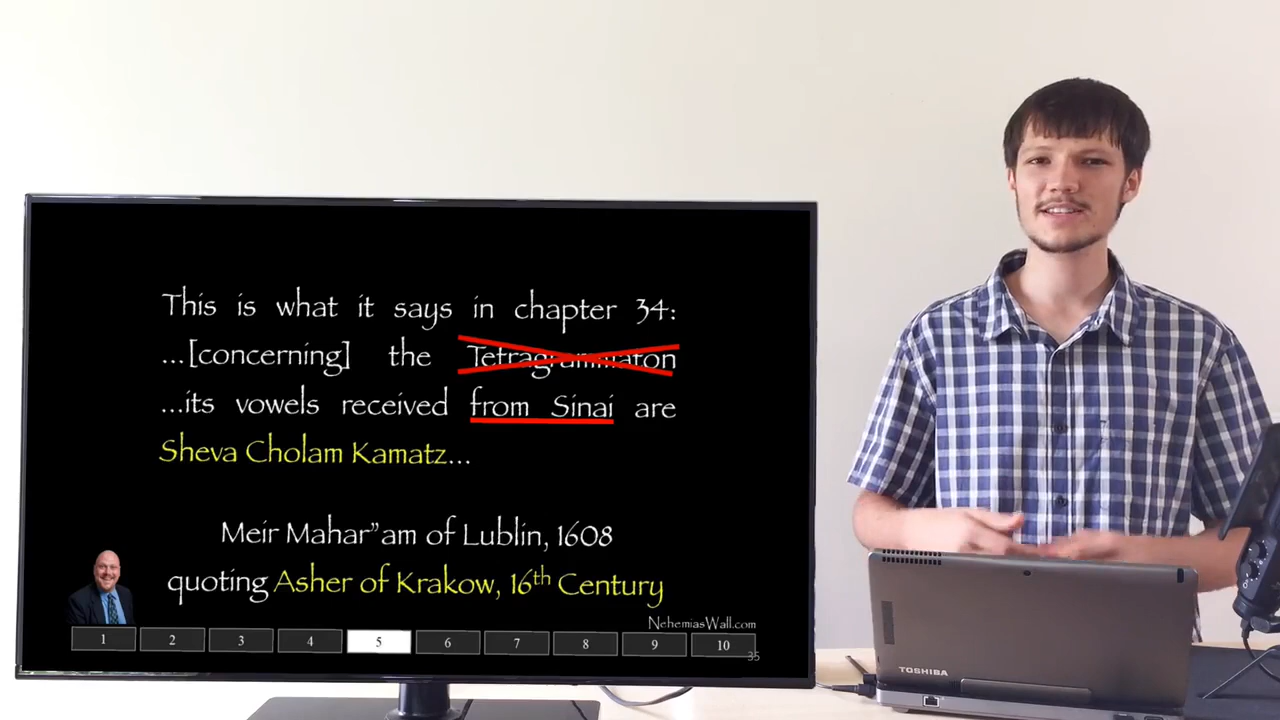 This is what it says in chapter 34:
...[concerning] the Tetragrammaton
...its vowels received from Sinai are
Sheva Cholam Kamatz...
Meir Mahar”am of Lublin, 1608
quoting Asher of Krakow, 16th Century
NehemiasWall.com
1 2 3 4 5 6 7 8 9 10
35
TOSHIBA